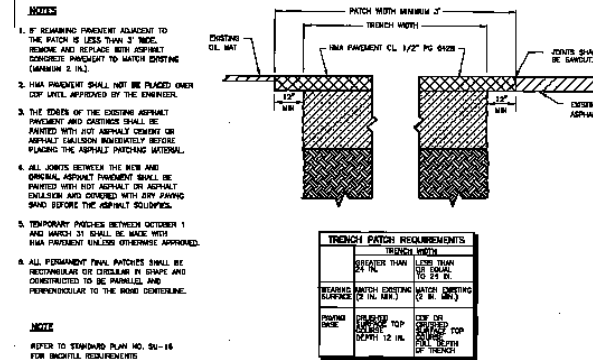 NOTES
1. IF REMAINING PAVEMENT ADJACENT TO
THE PATCH IS LESS THAN 3' WIDE,
REMOVE AND REPLACE WITH ASPHALT
CONCRETE PAVEMENT TO MATCH EXISTING
(MINIMUM 2 IN.).
2. HMA PAVEMENT SHALL NOT BE PLACED OVER
CDF UNTIL APPROVED BY THE ENGINEER.
3. THE EDGES OF THE EXISTING ASPHALT
PAVEMENT AND CASTINGS SHALL BE
PAINTED WITH HOT ASPHALT CEMENT OR
ASPHALT EMULSION IMMEDIATELY BEFORE
PLACING THE ASPHALT PATCHING MATERIAL.
4. ALL JOINTS BETWEEN THE NEW AND
ORIGINAL ASPHALT PAVEMENT SHALL BE
PAINTED WITH HOT ASPHALT OR ASPHALT
EMULSION AND COVERED WITH DRY PAVING
SAND BEFORE THE ASPHALT SOLIDIFIES.
5. TEMPORARY PATCHES BETWEEN OCTOBER 1
AND MARCH 31 SHALL BE MADE WITH
HMA PAVEMENT UNLESS OTHERWISE APPROVED.
6. ALL PERMANENT FINAL PATCHES SHALL BE
RECTANGULAR OR CIRCULAR IN SHAPE AND
CONSTRUCTED TO BE PARALLEL AND
PERPENDICULAR TO THE ROAD CENTERLINE.
NOTE
REFER TO STANDARD PLAN NO. SU-16
FOR BACKFILL REQUIREMENTS
PATCH WIDTH MINIMUM 3'
TRENCH WIDTH
EXISTING
OIL MAT
HMA PAVEMENT CL 1/2" PG 64-28
JOINTS SHA
BE SAWCUT
12"
MIN
12"
MIN
EXISTIN
ASPHA
TRENCH PATCH REQUIREMENTS
TRENCH WIDTH
GREATER THAN
24 IN.
LESS THAN
OR EQUAL
TO 24 IN.
WEARING
SURFACE
MATCH EXISTING
(2 IN. MIN.)
MATCH EXISTING
(2 IN. MIN.)
PAVING
BASE
CRUSHED
SURFACE TOP
COURSE
DEPTH 12 IN.
CDF OR
CRUSHED
SURFACE TOP
COURSE
FULL DEPTH
OF TRENCH